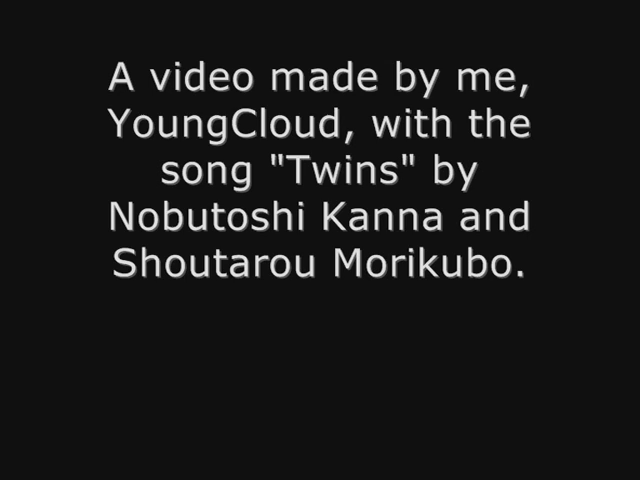 A video made by me,
YoungCloud, with the
song "Twins" by
Nobutoshi Kanna and
Shoutarou Morikubo.